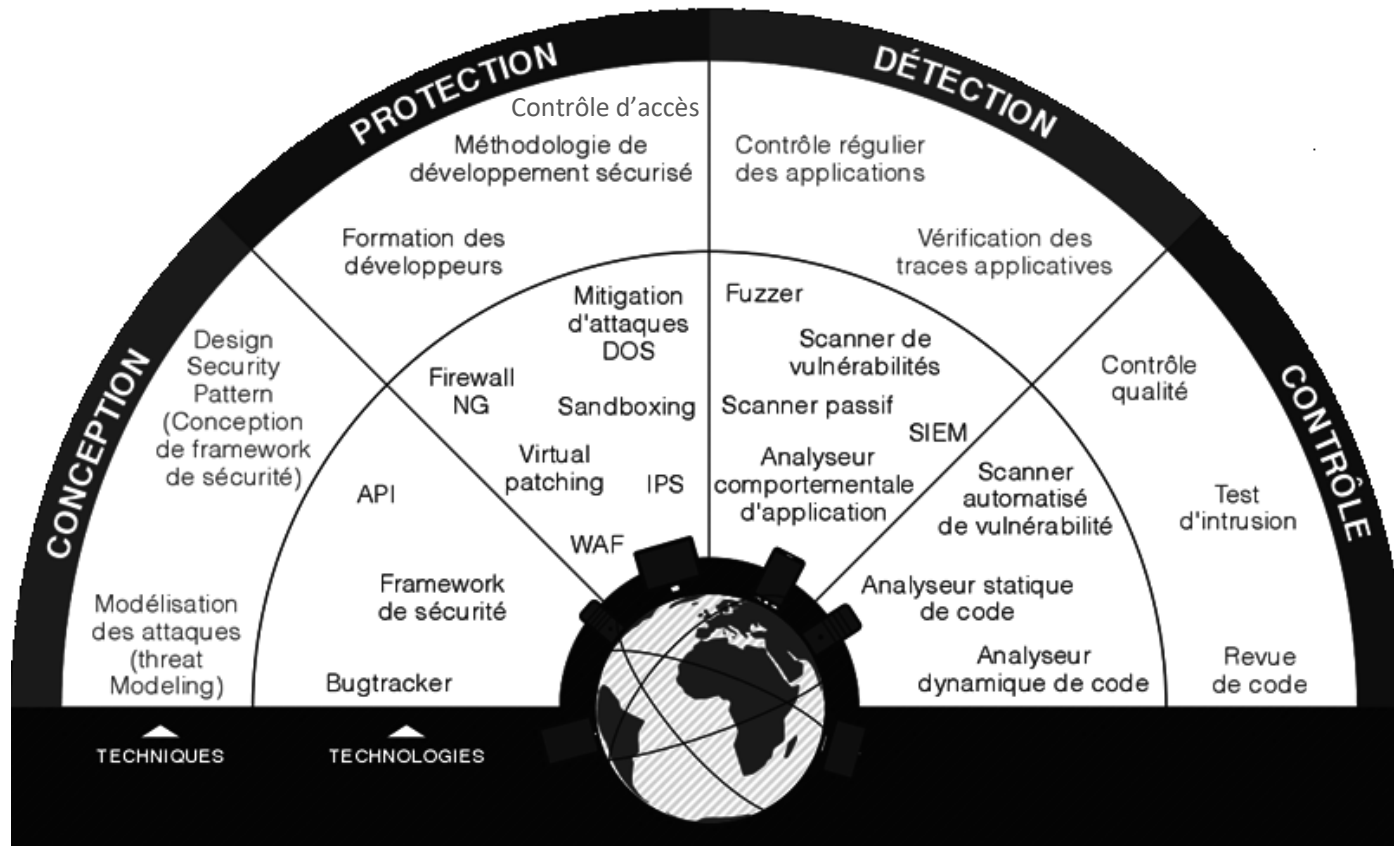 PROTECTION
DÉTECTION
CONCEPTION
CONTRÔLE
Contrôle d'accès
Méthodologie de
développement sécurisé
Formation des
développeurs
Contrôle régulier
des applications
Vérification des
traces applicatives
Design
Security
Pattern
(Conception
de framework
de sécurité)
Modélisation
des attaques
(threat
Modeling)
API
Framework
de sécurité
Bugtracker
Mitigation
d'attaques
DOS
Firewall
NG
Sandboxing
Virtual
patching
IPS
WAF
Fuzzer
Scanner de
vulnérabilités
Scanner passif
SIEM
Analyseur
comportementale
d'application
Scanner
automatisé
de vulnérabilité
Analyseur statique
de code
Analyseur
dynamique de code
Contrôle
qualité
Test
d'intrusion
Revue
de code
TECHNIQUES
TECHNOLOGIES